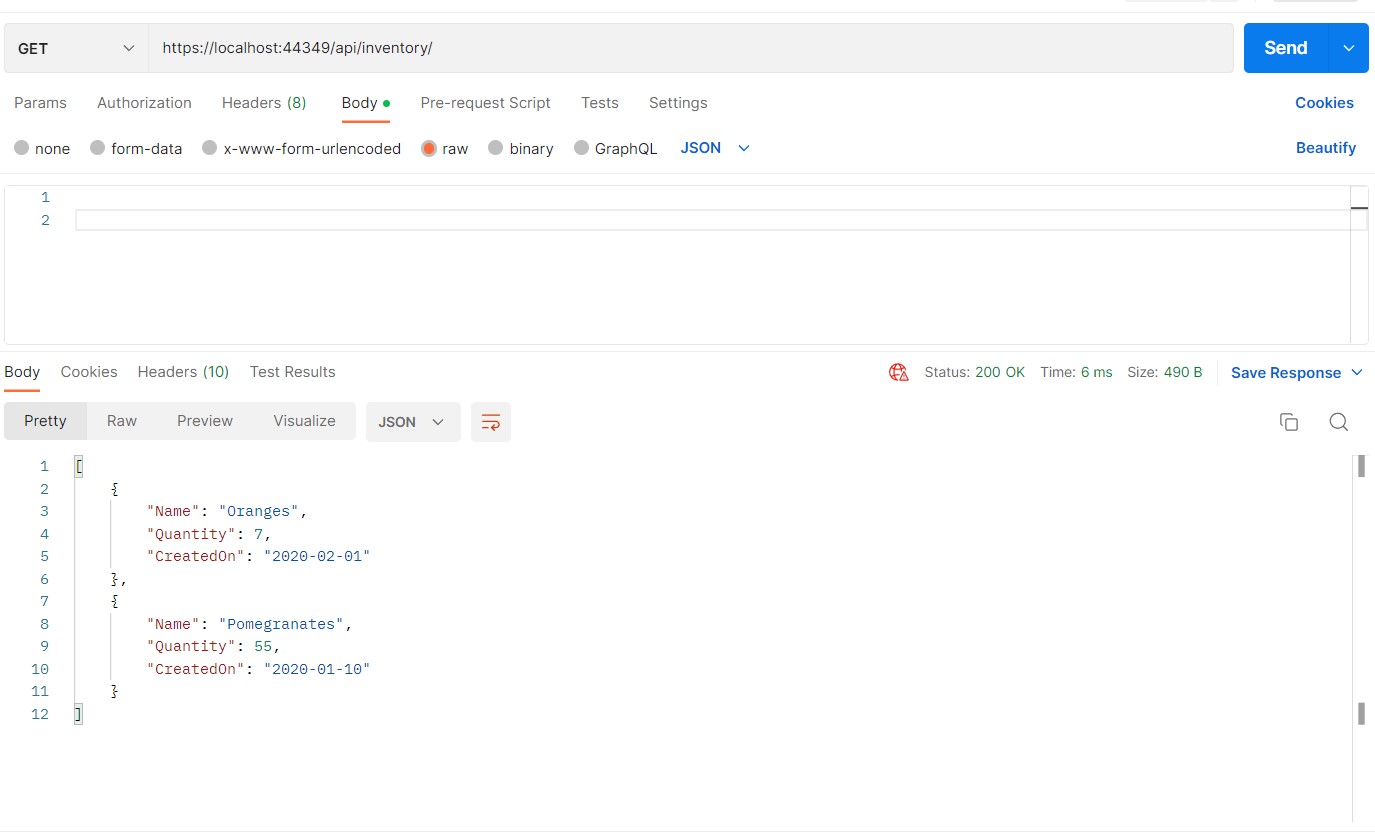 GET https://localhost:44349/api/inventory/ Send
Params Authorization Headers (8) Body Pre-request Script Tests Settings Cookies
none form-data x-www-form-urlencoded raw binary GraphQL JSON Beautify
1
2
Body Cookies Headers (10) Test Results Status: 200 OK Time: 6 ms Size: 490 B Save Response
Pretty Raw Preview Visualize JSON
1 [
2 {
3 "Name": "Oranges",
4 "Quantity": 7,
5 "CreatedOn": "2020-02-01"
6 },
7 {
8 "Name": "Pomegranates",
9 "Quantity": 55,
10 "CreatedOn": "2020-01-10"
11 }
12 ]